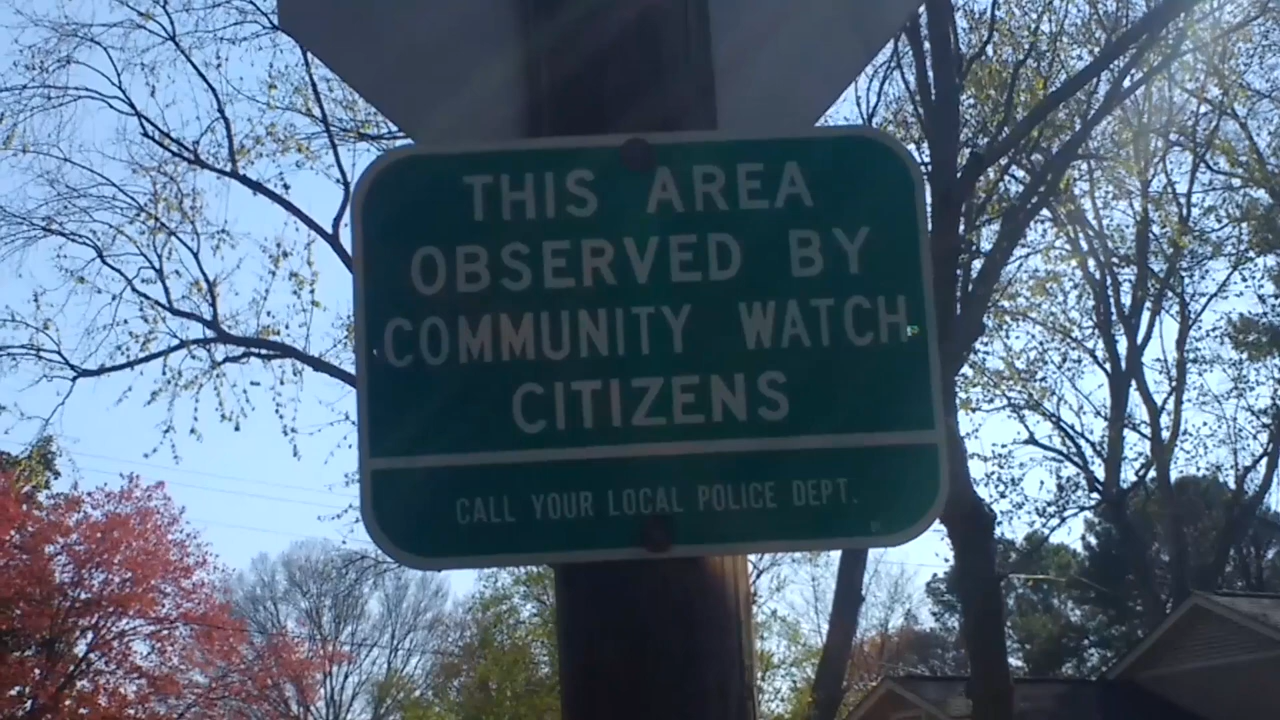 THIS AREA
OBSERVED BY
COMMUNITY WATCH
CITIZENS
CALL YOUR LOCAL POLICE DEPT.